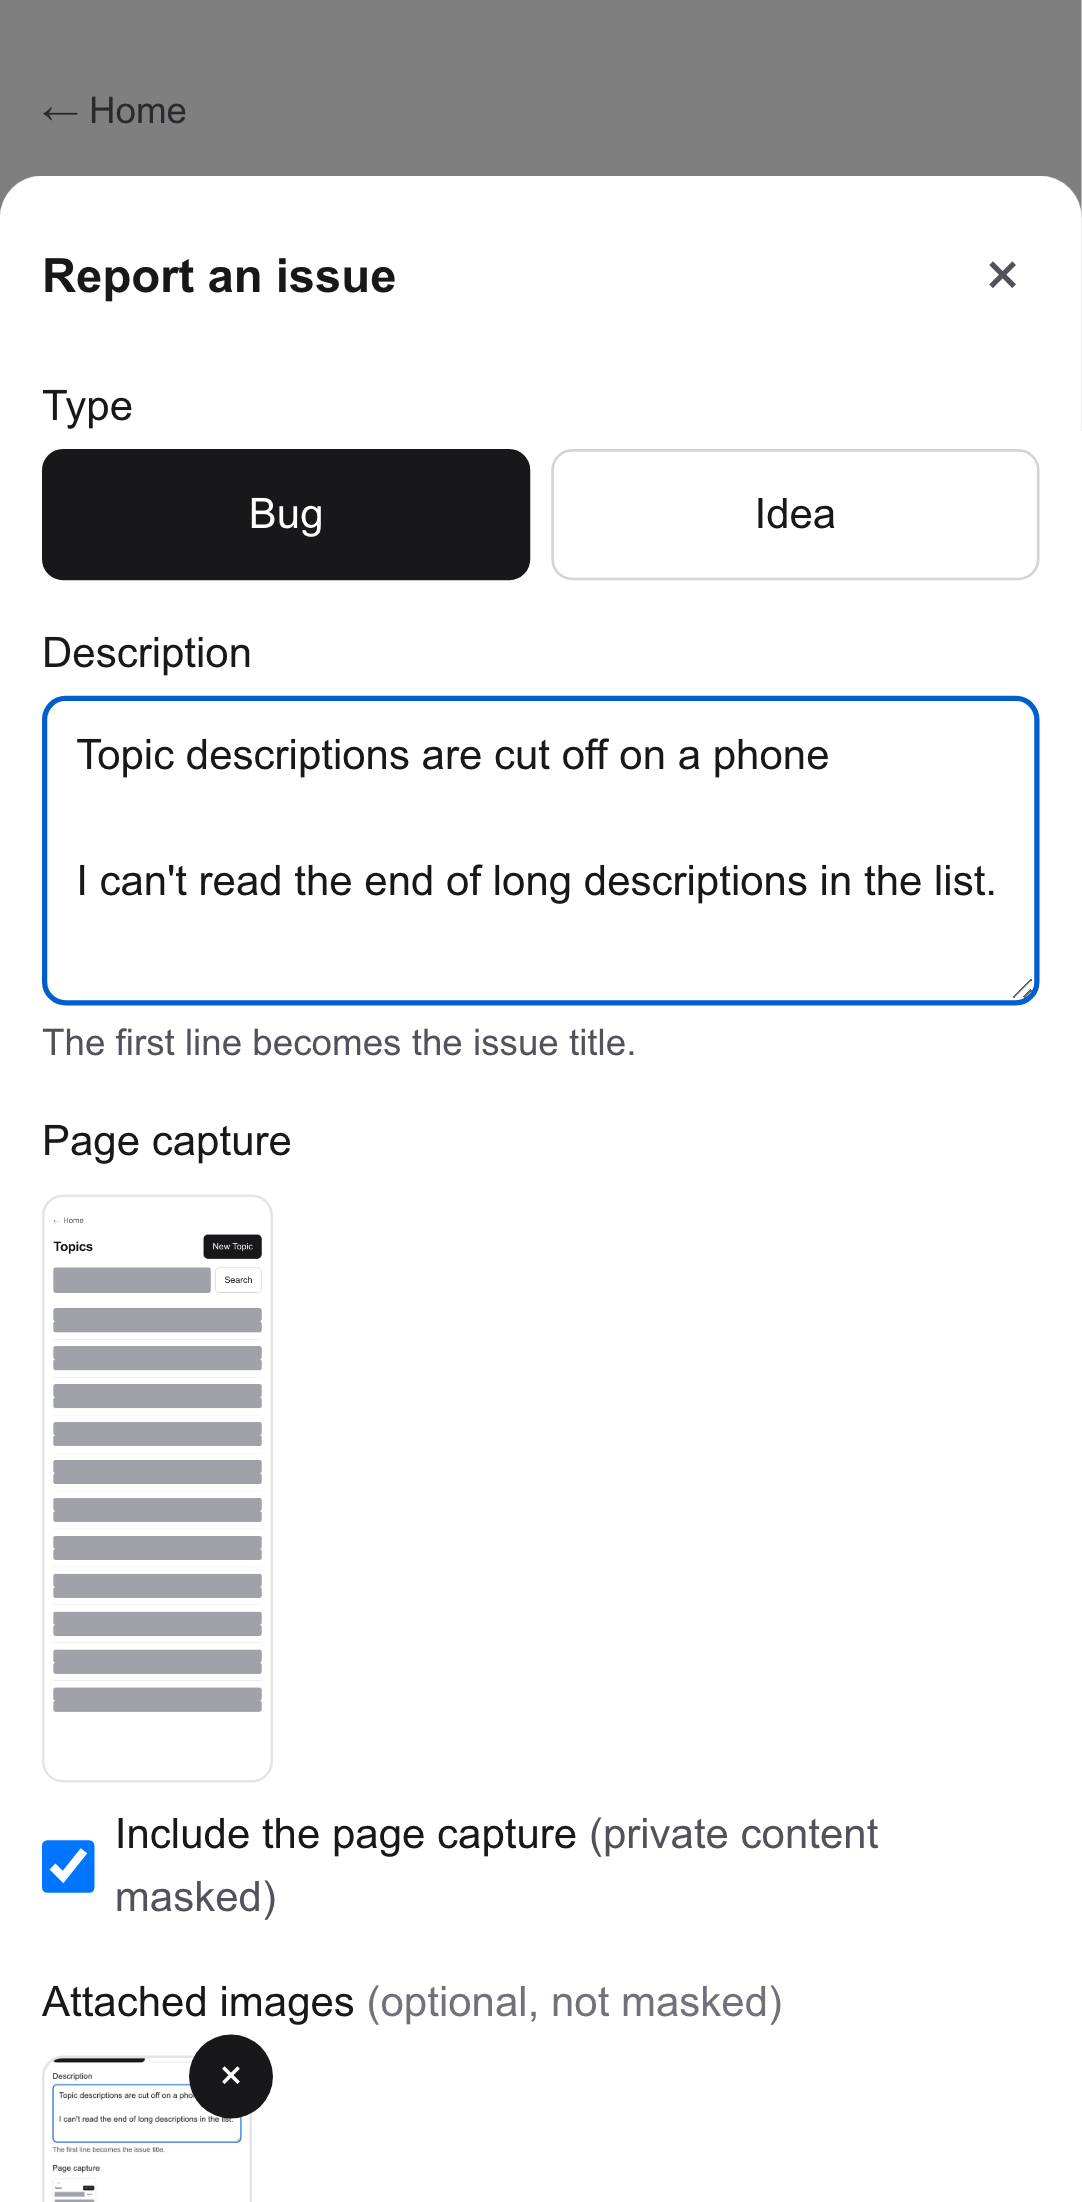 ← Home
Report an issue
×
Type
Bug
Idea
Description
Topic descriptions are cut off on a phone
I can't read the end of long descriptions in the list.
The first line becomes the issue title.
Page capture
← Home
Topics
New Topic
Search
Include the page capture (private content
masked)
Attached images (optional, not masked)
×
Description
Topic descriptions are cut off on a
I can't read the end of long descriptions in the list.
The first line becomes the issue title.
Page capture